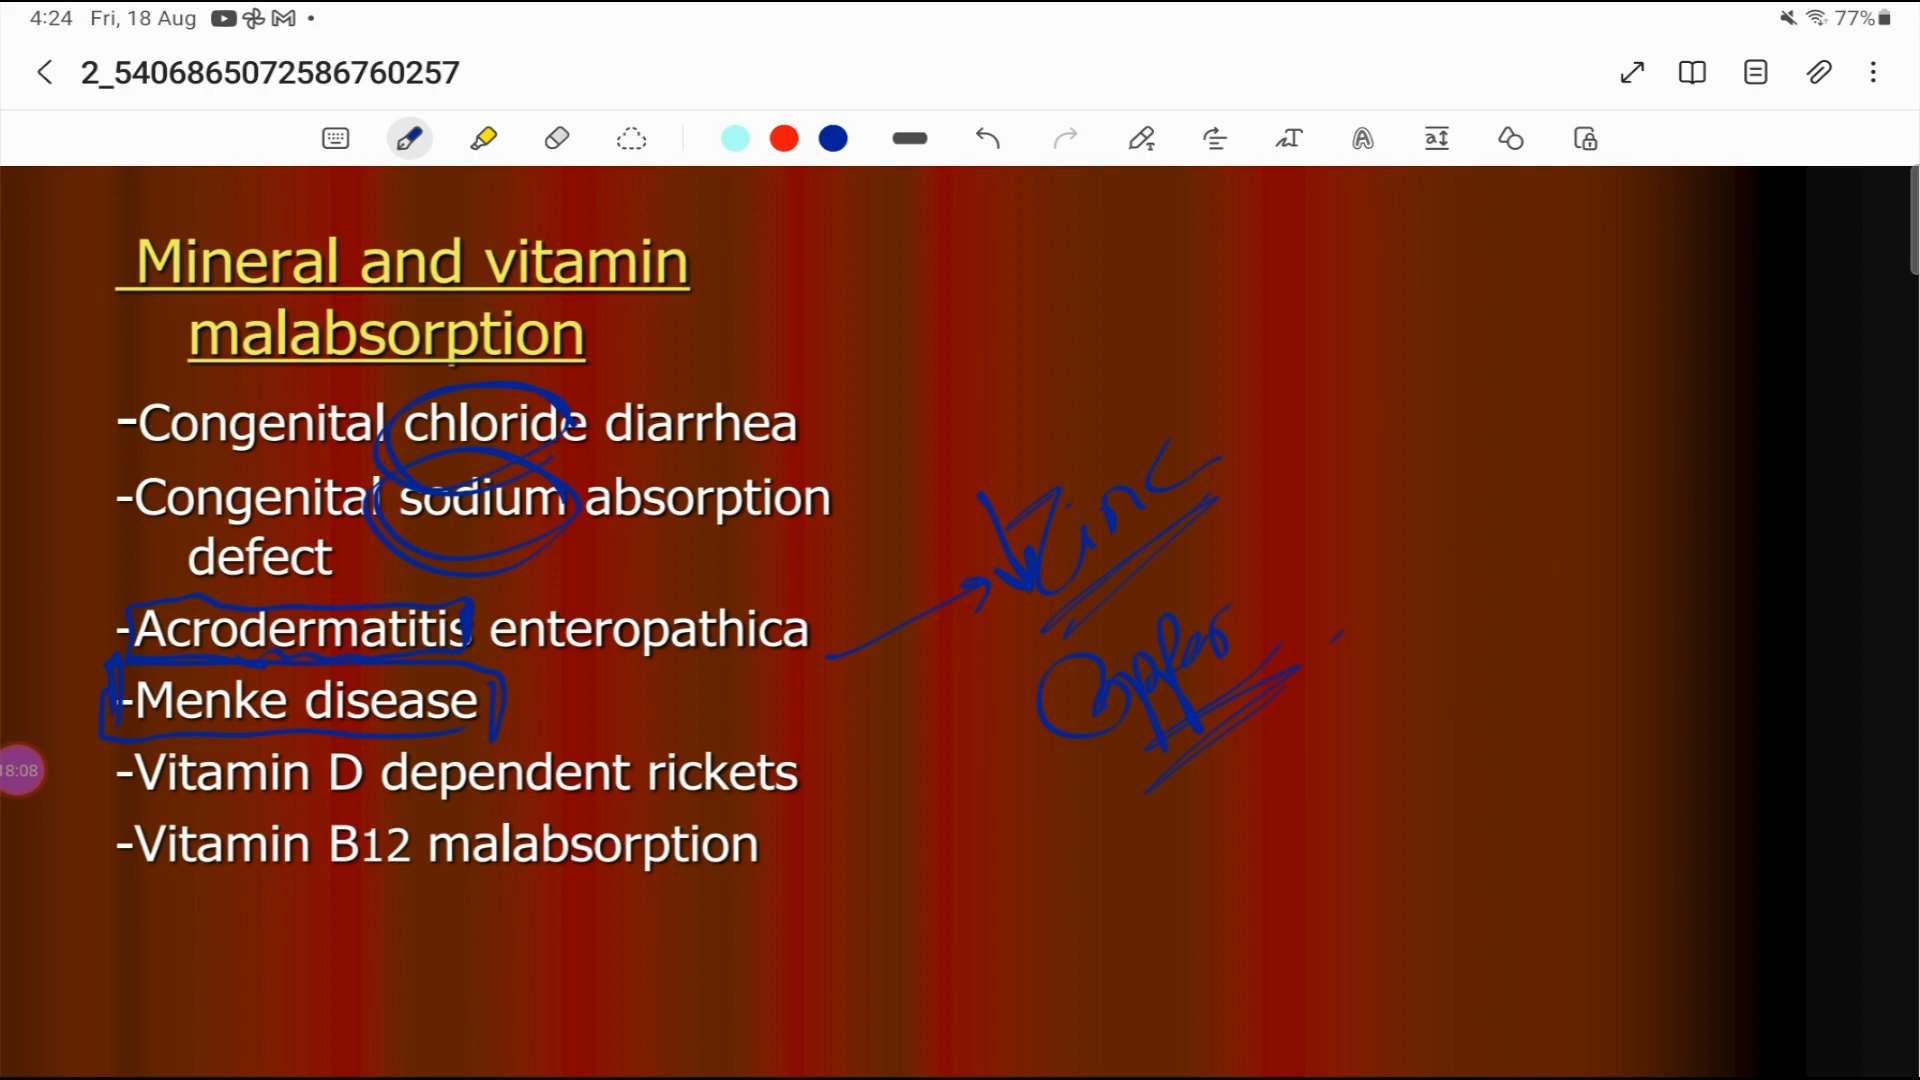 4:24 Fri, 18 Aug
77%
2_5406865072586760257
Mineral and vitamin
malabsorption
-Congenital chloride diarrhea
-Congenital sodium absorption
defect
Zinc
-Acrodermatitis enteropathica
Copper
-Menke disease
18:08
-Vitamin D dependent rickets
-Vitamin B12 malabsorption